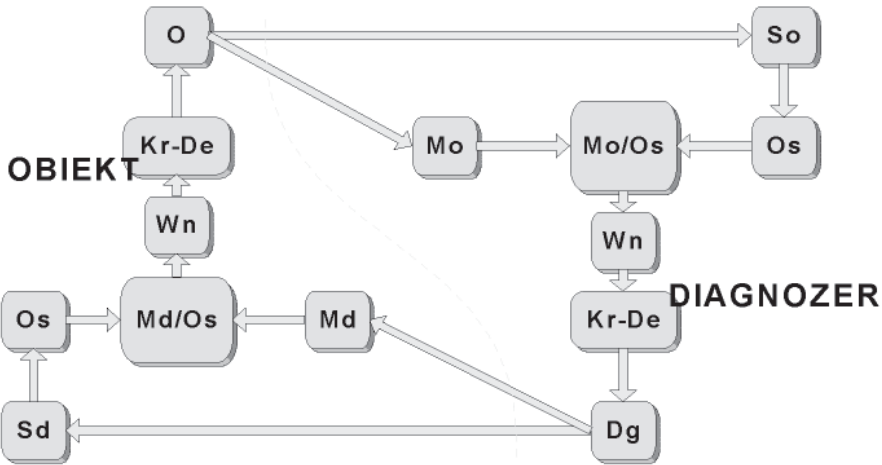 O
So
Kr-De
Mo
Mo/Os
Os
OBIEKT
Wn
Wn
DIAGNOZER
Os
Md/Os
Md
Kr-De
Sd
Dg